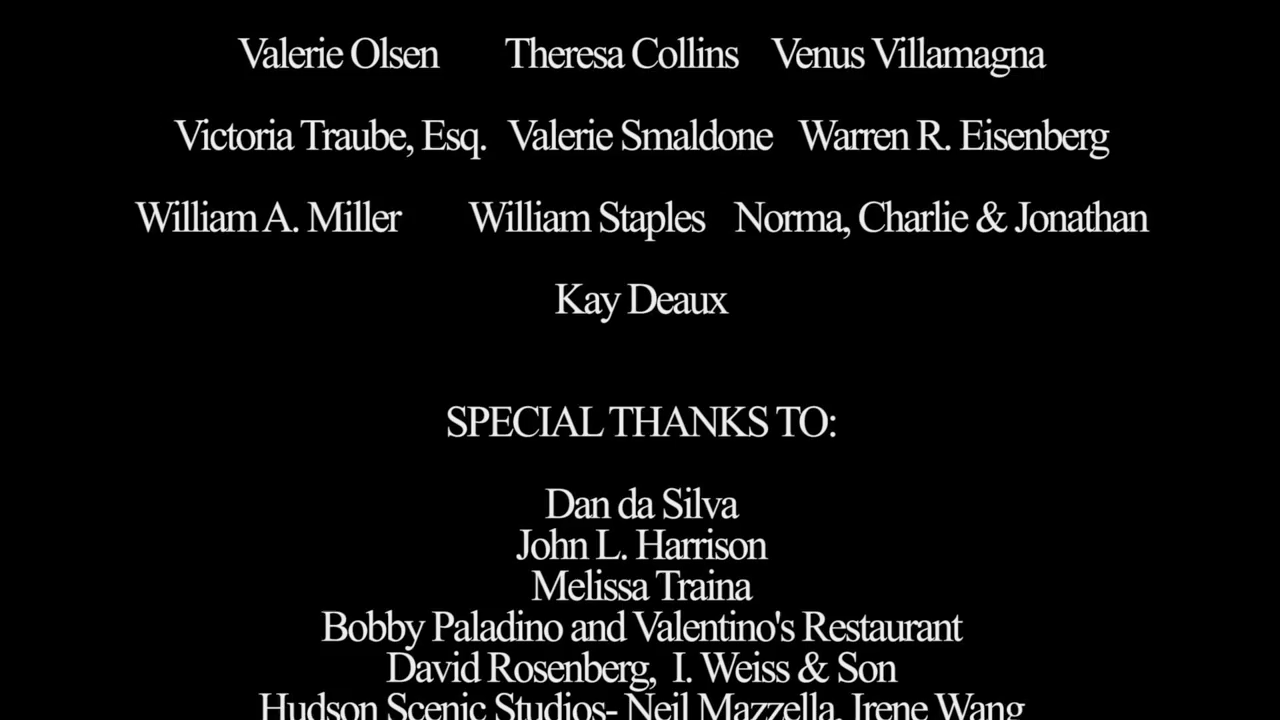 Valerie Olsen Theresa Collins Venus Villamagna
Victoria Traube, Esq. Valerie Smaldone Warren R. Eisenberg
William A. Miller William Staples Norma, Charlie & Jonathan
Kay Deaux
SPECIAL THANKS TO:
Dan da Silva
John L. Harrison
Melissa Traina
Bobby Paladino and Valentino's Restaurant
David Rosenberg, I. Weiss & Son
Hudson Scenic Studios- Neil Mazzella, Irene Wang